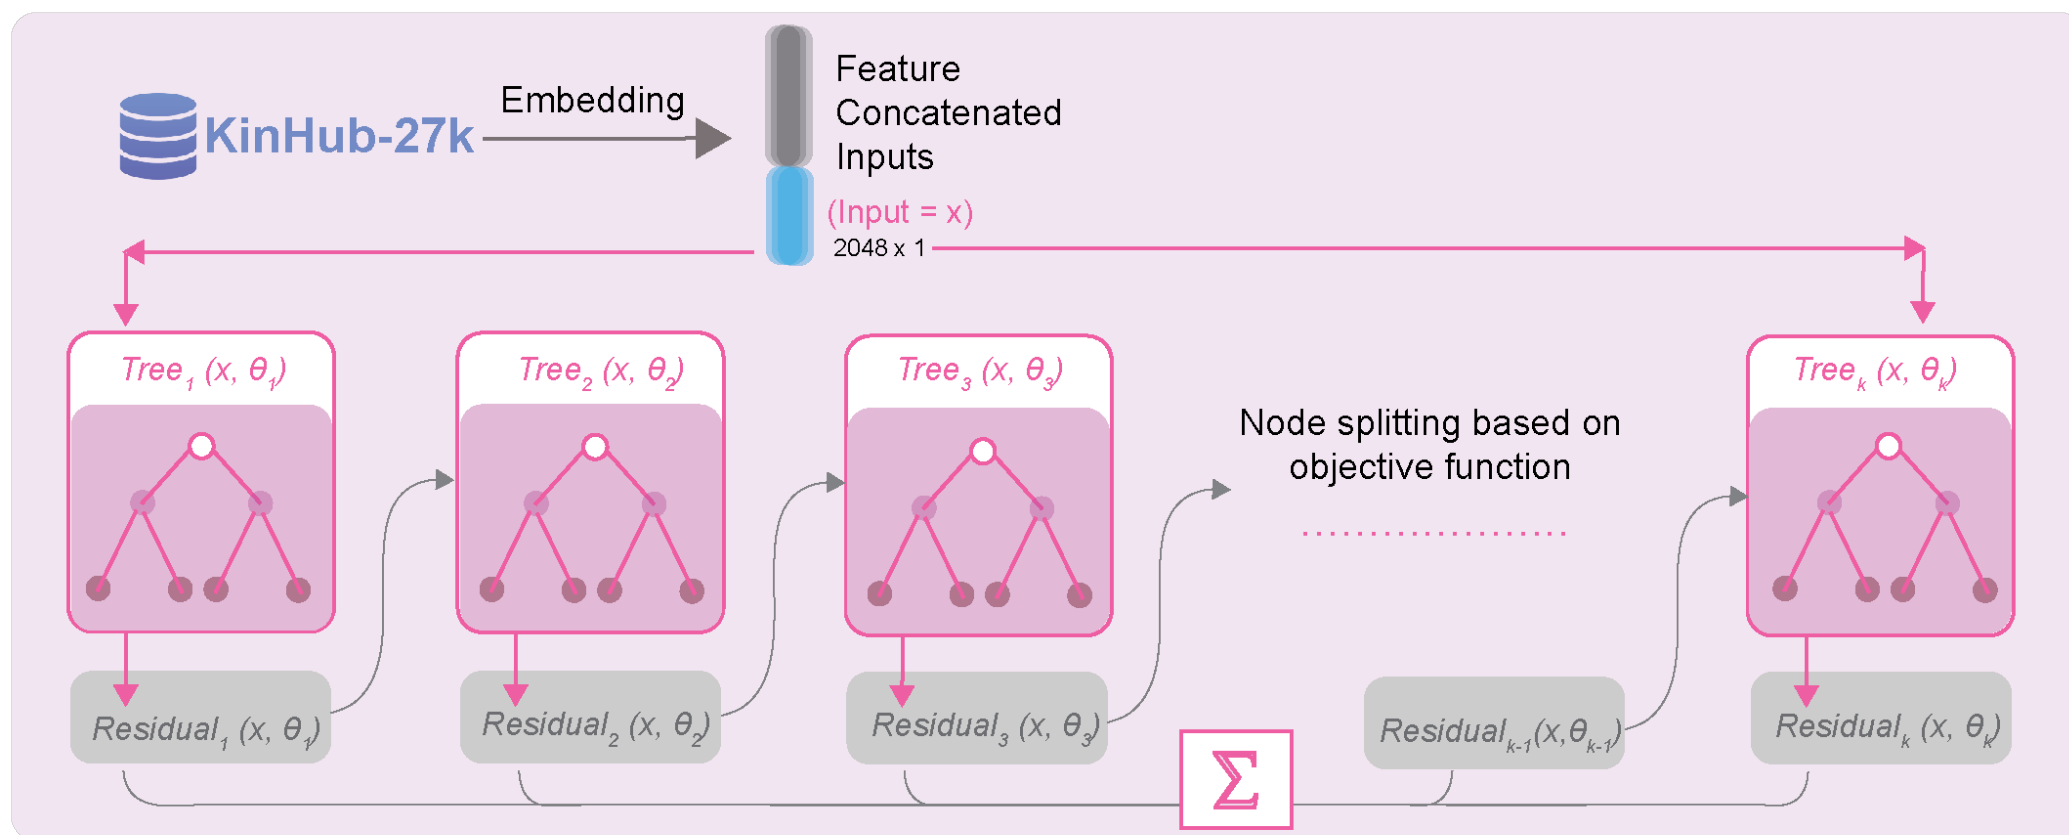 KinHub-27k
Embedding
Feature
Concatenated
Inputs
(Input = x)
2048 x 1
Tree₁ (x, θ₁)
Tree₂ (x, θ₂)
Tree₃ (x, θ₃)
Treeₖ (x, θₖ)
Node splitting based on
objective function
Residual₁ (x, θ₁)
Residual₂ (x, θ₂)
Residual₃ (x, θ₃)
Residualₖ₋₁(x,θₖ₋₁)
Residualₖ (x, θₖ)
Σ